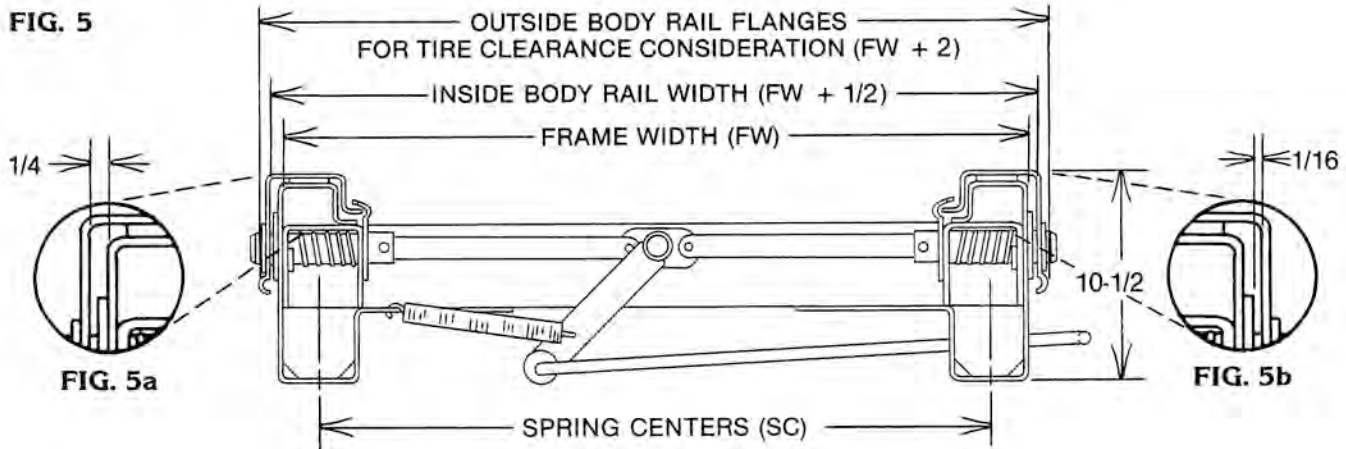 FIG. 5
OUTSIDE BODY RAIL FLANGES
FOR TIRE CLEARANCE CONSIDERATION (FW + 2)
INSIDE BODY RAIL WIDTH (FW + 1/2)
FRAME WIDTH (FW)
1/4
1/16
10-1/2
FIG. 5a
FIG. 5b
SPRING CENTERS (SC)